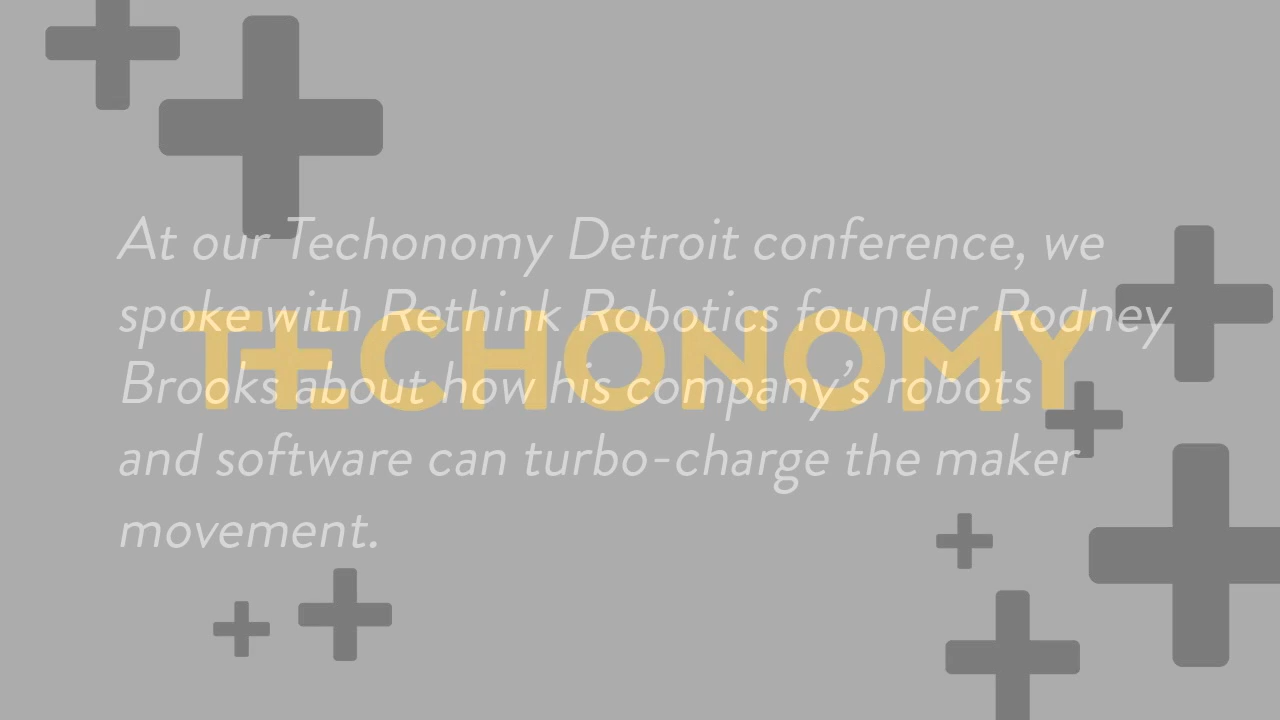 At our Techonomy Detroit conference, we
spoke with Rethink Robotics founder Rodney
TECHONOMY
Brooks about how his company’s robots
and software can turbo-charge the maker
movement.